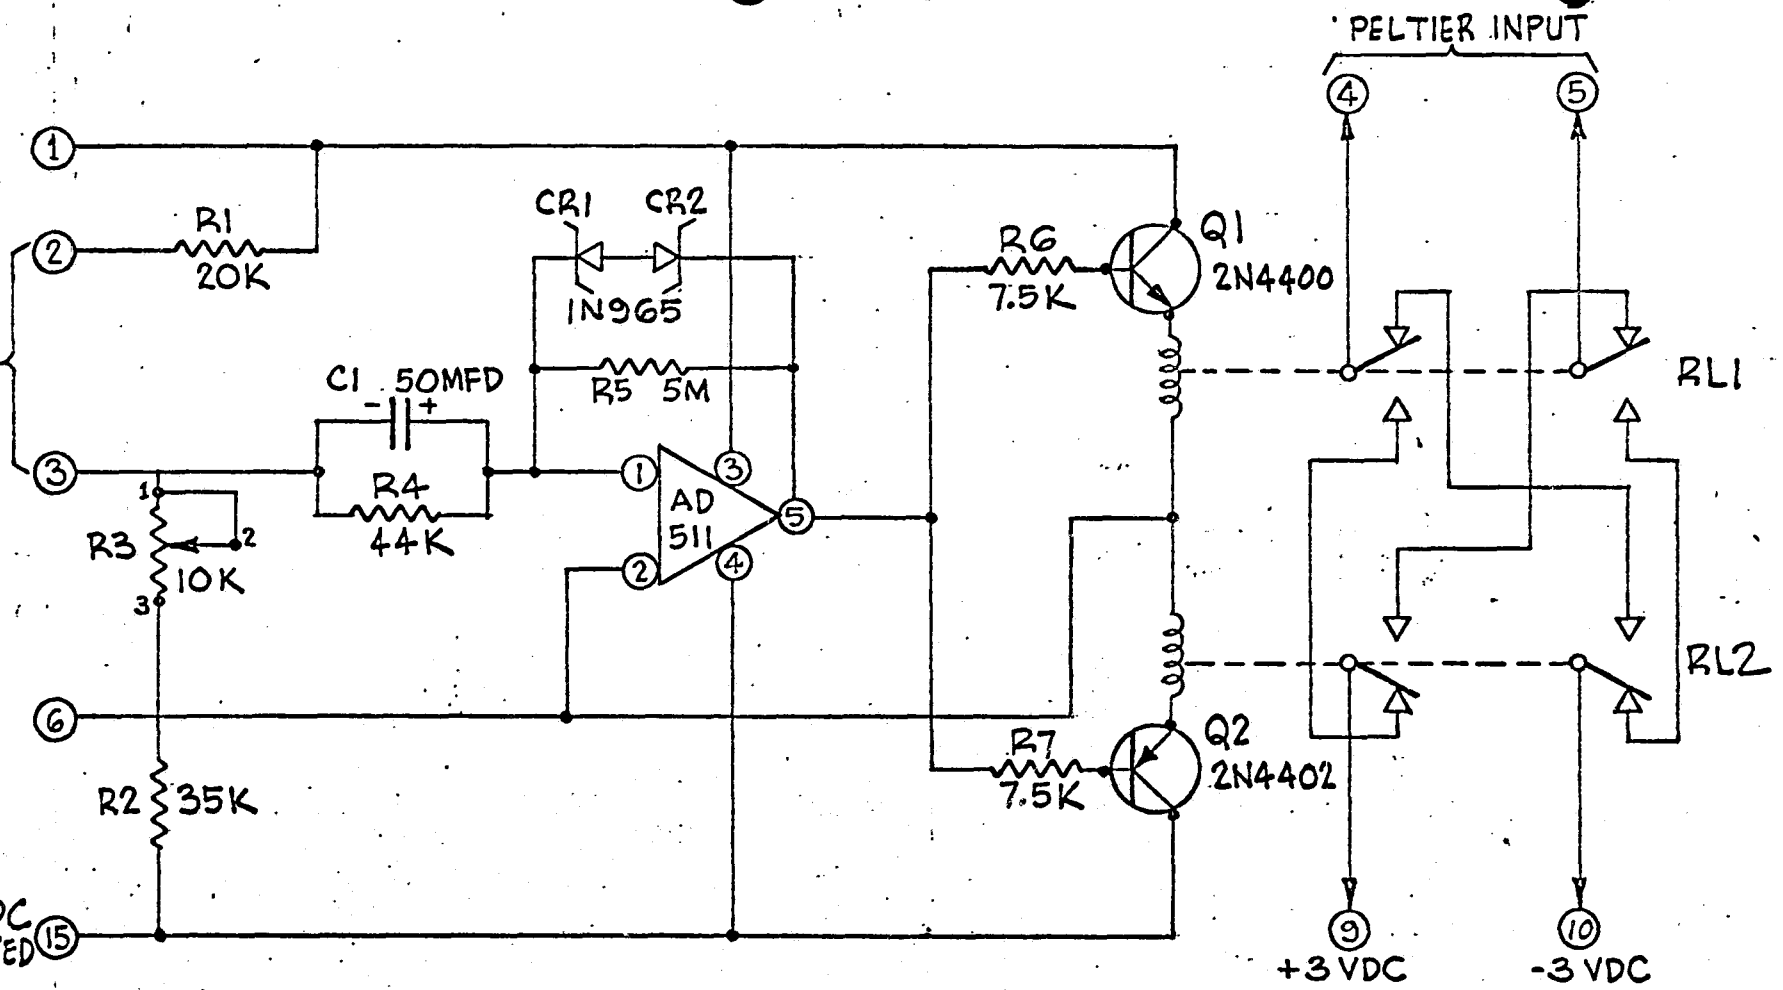 PELTIER INPUT
4
5
1
CR1
CR2
R1
2
20K
Q1
2N4400
R6
7.5K
1N965
C1 50MFD
- +
R5 5M
RL1
3
1
3
R4
44K
AD
511
5
1
2
R3
10K
3
2
4
RL2
6
Q2
2N4402
R7
7.5K
R2 35K
15
9
10
+3 VDC
-3 VDC